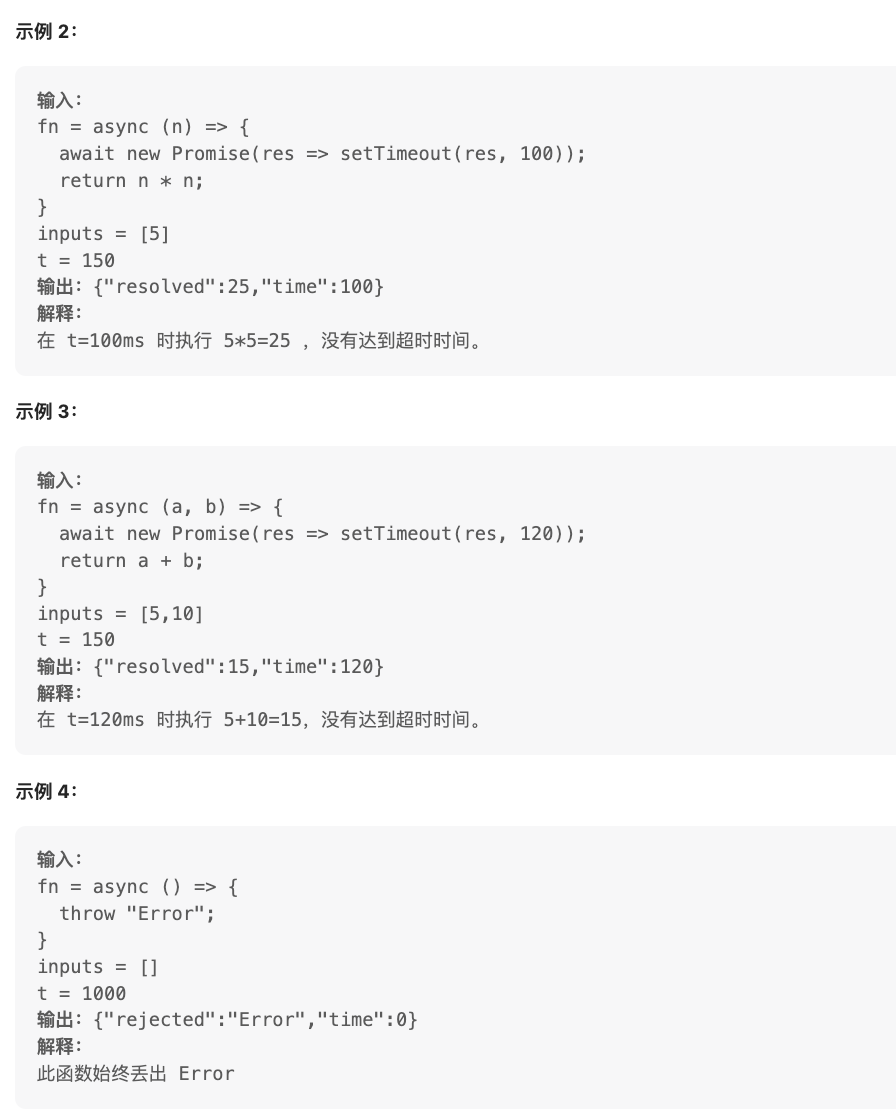 示例 2：
输入：
fn = async (n) => {
  await new Promise(res => setTimeout(res, 100));
  return n * n;
}
inputs = [5]
t = 150
输出：{"resolved":25,"time":100}
解释：
在 t=100ms 时执行 5*5=25 ，没有达到超时时间。
示例 3：
输入：
fn = async (a, b) => {
  await new Promise(res => setTimeout(res, 120));
  return a + b;
}
inputs = [5,10]
t = 150
输出：{"resolved":15,"time":120}
解释：
在 t=120ms 时执行 5+10=15，没有达到超时时间。
示例 4：
输入：
fn = async () => {
  throw "Error";
}
inputs = []
t = 1000
输出：{"rejected":"Error","time":0}
解释：
此函数始终丢出 Error